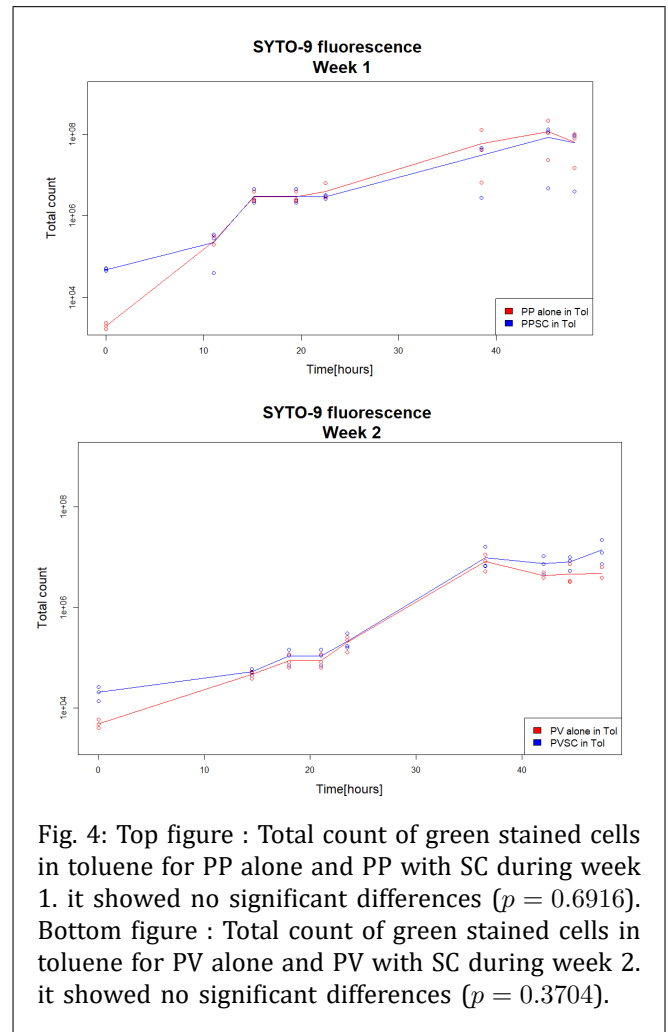 SYTO-9 fluorescence
Week 1
Total count
1e+08
1e+06
1e+04
0
10
20
30
40
Time[hours]
PP alone in Tol
PPSC in Tol
SYTO-9 fluorescence
Week 2
Total count
1e+08
1e+06
1e+04
0
10
20
30
40
Time[hours]
PV alone in Tol
PVSC in Tol
Fig. 4: Top figure : Total count of green stained cells
in toluene for PP alone and PP with SC during week
1. it showed no significant differences (p = 0.6916).
Bottom figure : Total count of green stained cells in
toluene for PV alone and PV with SC during week 2.
it showed no significant differences (p = 0.3704).